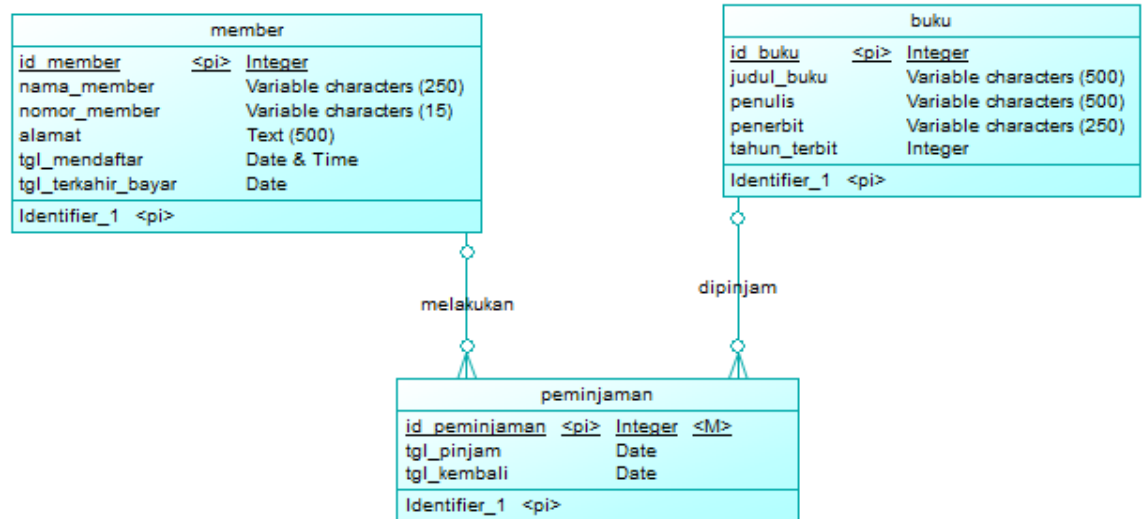 member
id_member <pi> Integer
nama_member Variable characters (250)
nomor_member Variable characters (15)
alamat Text (500)
tgl_mendaftar Date & Time
tgl_terkahir_bayar Date
Identifier_1 <pi>
buku
id_buku <pi> Integer
judul_buku Variable characters (500)
penulis Variable characters (500)
penerbit Variable characters (250)
tahun_terbit Integer
Identifier_1 <pi>
melakukan
dipinjam
peminjaman
id_peminjaman <pi> Integer <M>
tgl_pinjam Date
tgl_kembali Date
Identifier_1 <pi>